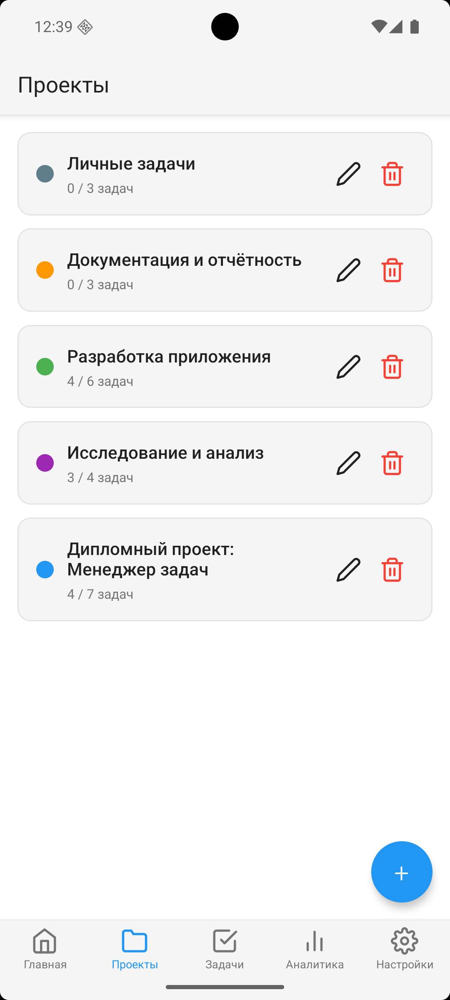 12:39
Проекты
Личные задачи
0 / 3 задач
Документация и отчётность
0 / 3 задач
Разработка приложения
4 / 6 задач
Исследование и анализ
3 / 4 задач
Дипломный проект:
Менеджер задач
4 / 7 задач
+
Главная
Проекты
Задачи
Аналитика
Настройки